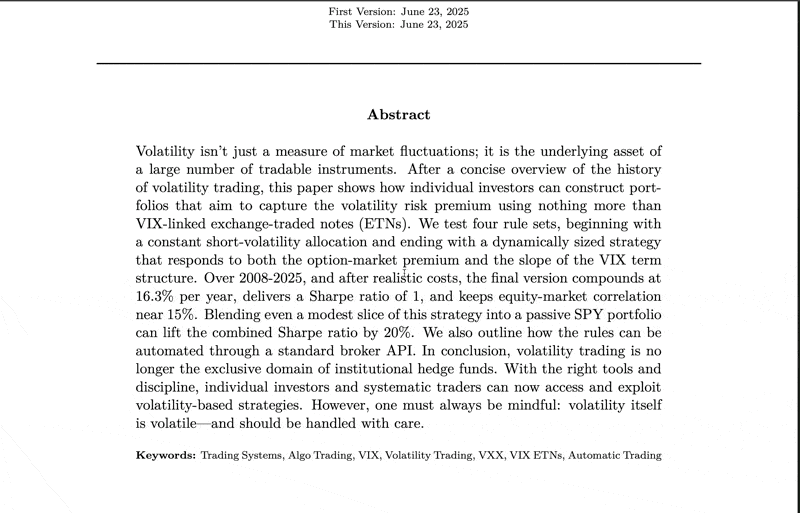 First Version: June 23, 2025
This Version: June 23, 2025
Abstract
Volatility isn't just a measure of market fluctuations; it is the underlying asset of
a large number of tradable instruments. After a concise overview of the history
of volatility trading, this paper shows how individual investors can construct port-
folios that aim to capture the volatility risk premium using nothing more than
VIX-linked exchange-traded notes (ETNs). We test four rule sets, beginning with
a constant short-volatility allocation and ending with a dynamically sized strategy
that responds to both the option-market premium and the slope of the VIX term
structure. Over 2008-2025, and after realistic costs, the final version compounds at
16.3% per year, delivers a Sharpe ratio of 1, and keeps equity-market correlation
near 15%. Blending even a modest slice of this strategy into a passive SPY portfolio
can lift the combined Sharpe ratio by 20%. We also outline how the rules can be
automated through a standard broker API. In conclusion, volatility trading is no
longer the exclusive domain of institutional hedge funds. With the right tools and
discipline, individual investors and systematic traders can now access and exploit
volatility-based strategies. However, one must always be mindful: volatility itself
is volatile—and should be handled with care.
Keywords: Trading Systems, Algo Trading, VIX, Volatility Trading, VXX, VIX ETNs, Automatic Trading